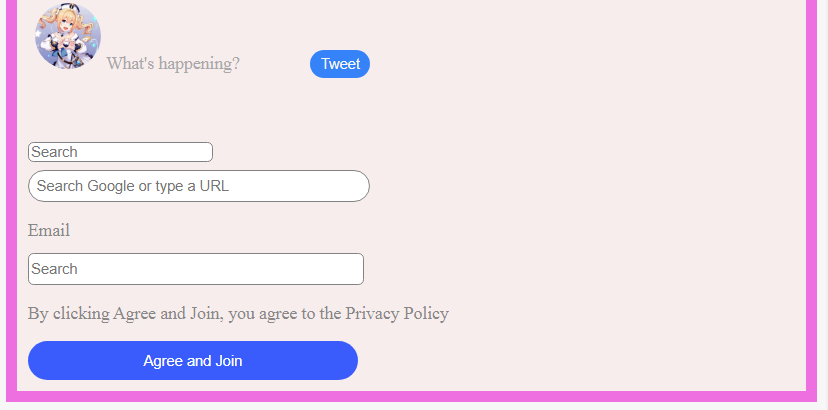 What's happening? Tweet
Search
Search Google or type a URL
Email
Search
By clicking Agree and Join, you agree to the Privacy Policy
Agree and Join